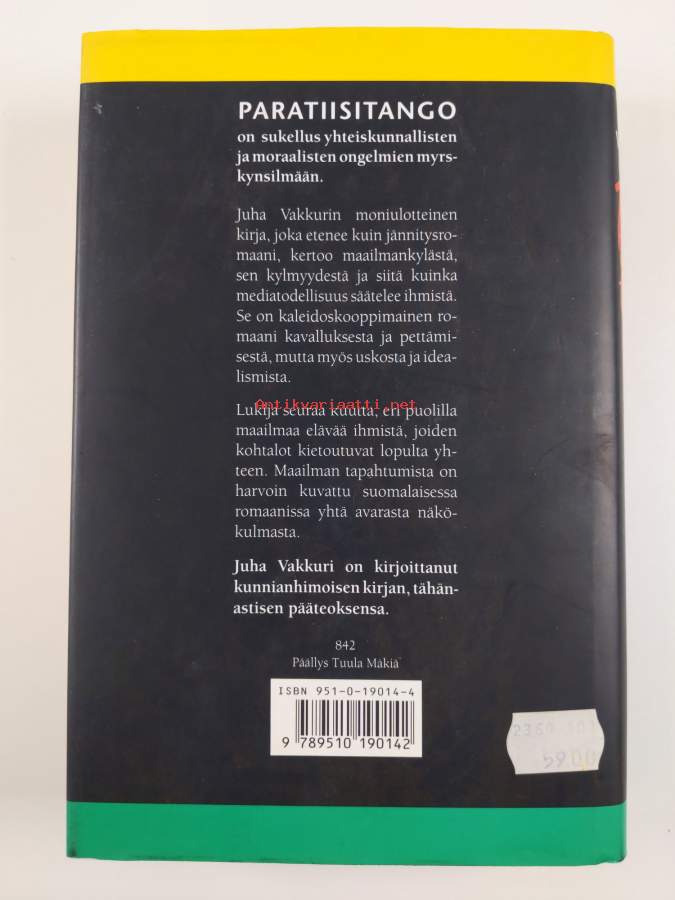 PARATIISITANGO
on sukellus yhteiskunnallisten
ja moraalisten ongelmien myrs-
kynsilmään.
Juha Vakkurin moniulotteinen
kirja, joka etenee kuin jännitysro-
maani, kertoo maailmankylästä,
sen kylmyydestä ja siitä kuinka
mediatodellisuus säätelee ihmistä.
Se on kaleidoskooppimainen ro-
maani kavalluksesta ja pettämi-
sestä, mutta myös uskosta ja idea-
lismista.
Antikvariaatti.net
Lukija seuraa kuutta, eri puolilla
maailmaa elävää ihmistä, joiden
kohtalot kietoutuvat lopulta yh-
teen. Maailman tapahtumista on
harvoin kuvattu suomalaisessa
romaanissa yhtä avarasta näkö-
kulmasta.
Juha Vakkuri on kirjoittanut
kunnianhimoisen kirjan, tähän-
astisen pääteoksensa.
842
Päällys Tuula Mäkiä
ISBN 951-0-19014-4
9 789510 190142
59.00